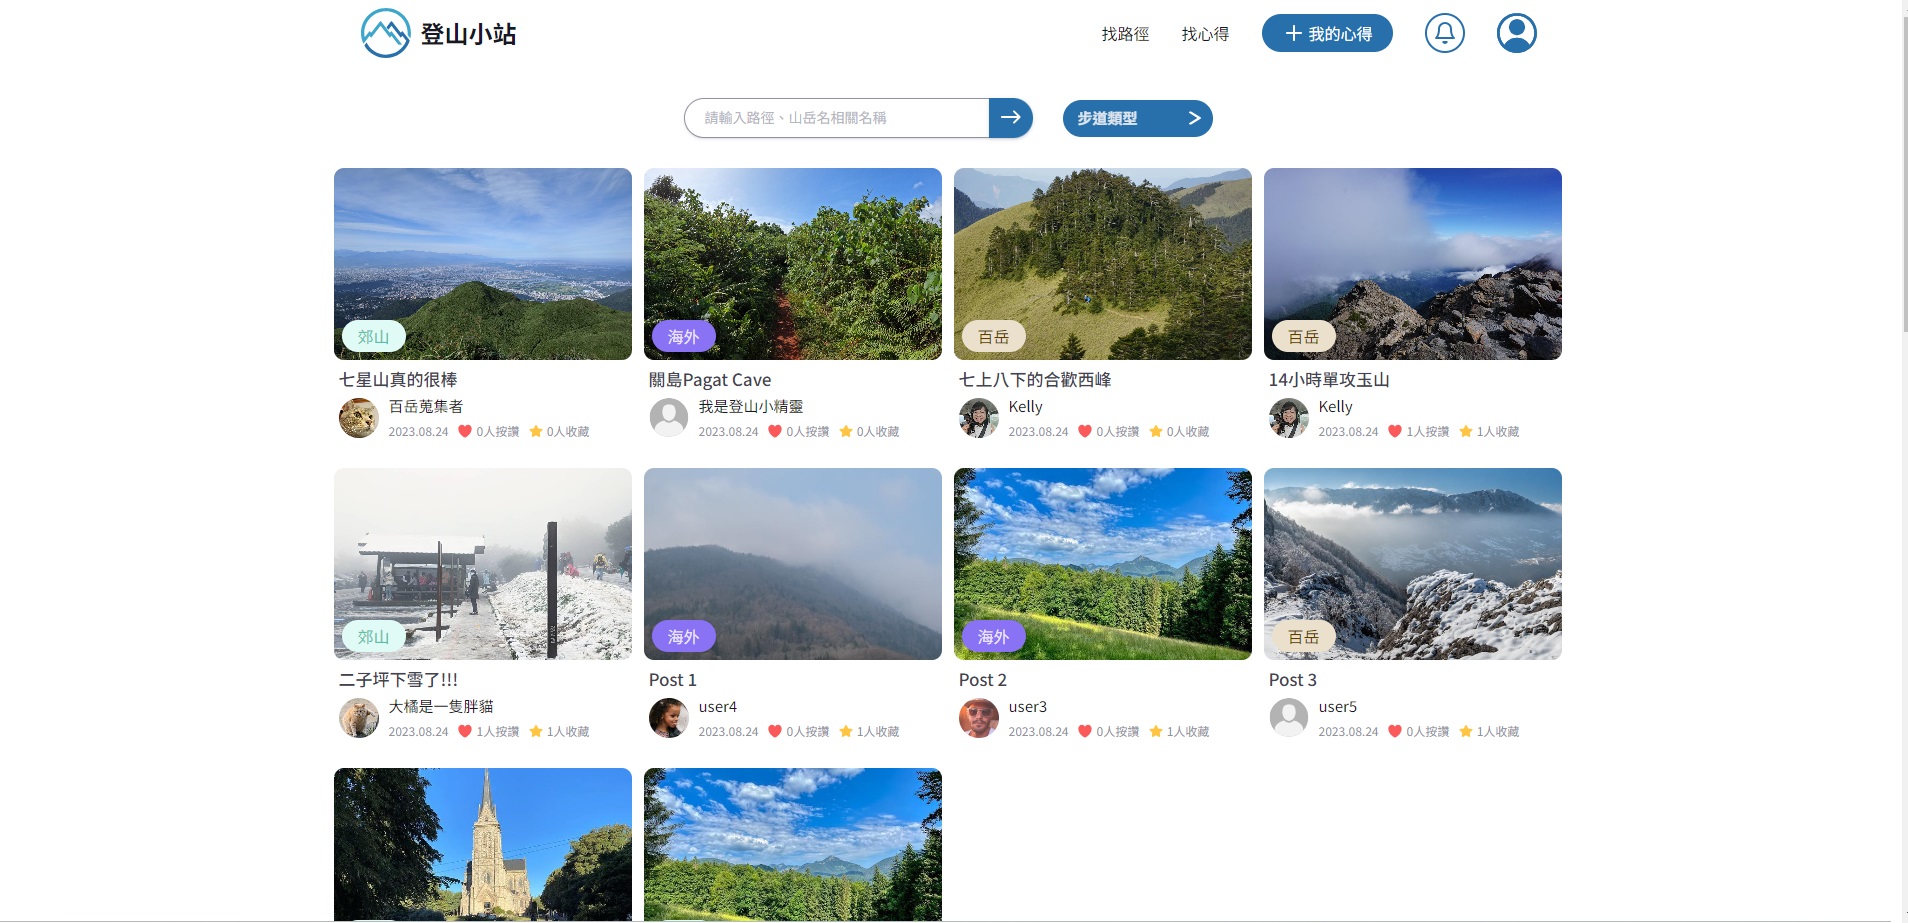 登山小站
找路徑
找心得
我的心得
請輸入路徑、山岳名相關名稱
步道類型
郊山
海外
百岳
百岳
七星山真的很棒
關島Pagat Cave
七上八下的合歡西峰
14小時單攻玉山
百岳蒐集者
我是登山小精靈
Kelly
Kelly
2023.08.24 0人按讚 0人收藏
2023.08.24 0人按讚 0人收藏
2023.08.24 0人按讚 0人收藏
2023.08.24 1人按讚 1人收藏
郊山
海外
海外
百岳
二子坪下雪了!!!
Post 1
Post 2
Post 3
大橘是一隻胖貓
user4
user3
user5
2023.08.24 1人按讚 1人收藏
2023.08.24 0人按讚 1人收藏
2023.08.24 0人按讚 1人收藏
2023.08.24 0人按讚 1人收藏